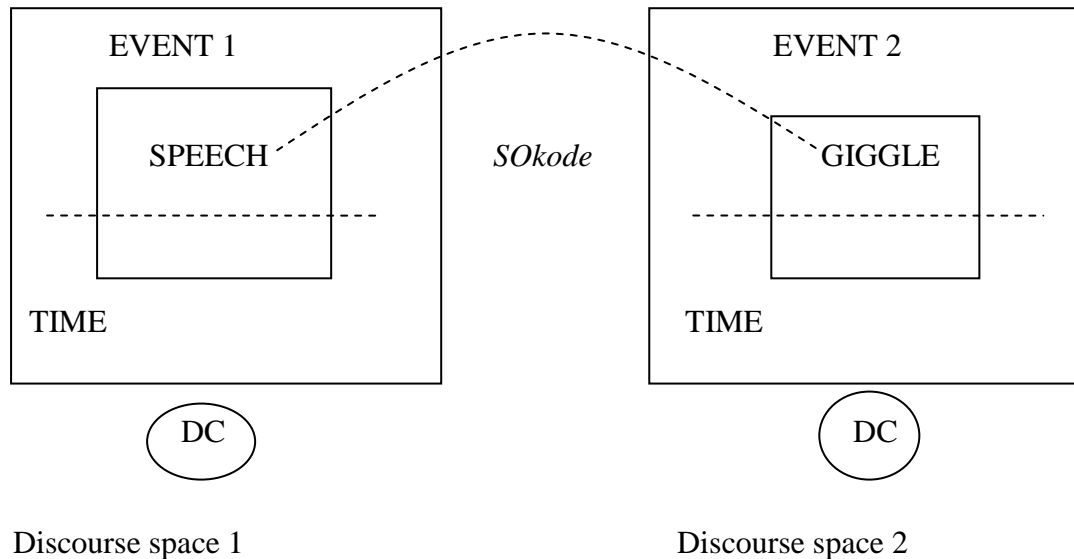 EVENT 1
EVENT 2
SPEECH
SOkode
GIGGLE
TIME
TIME
DC
DC
Discourse space 1
Discourse space 2